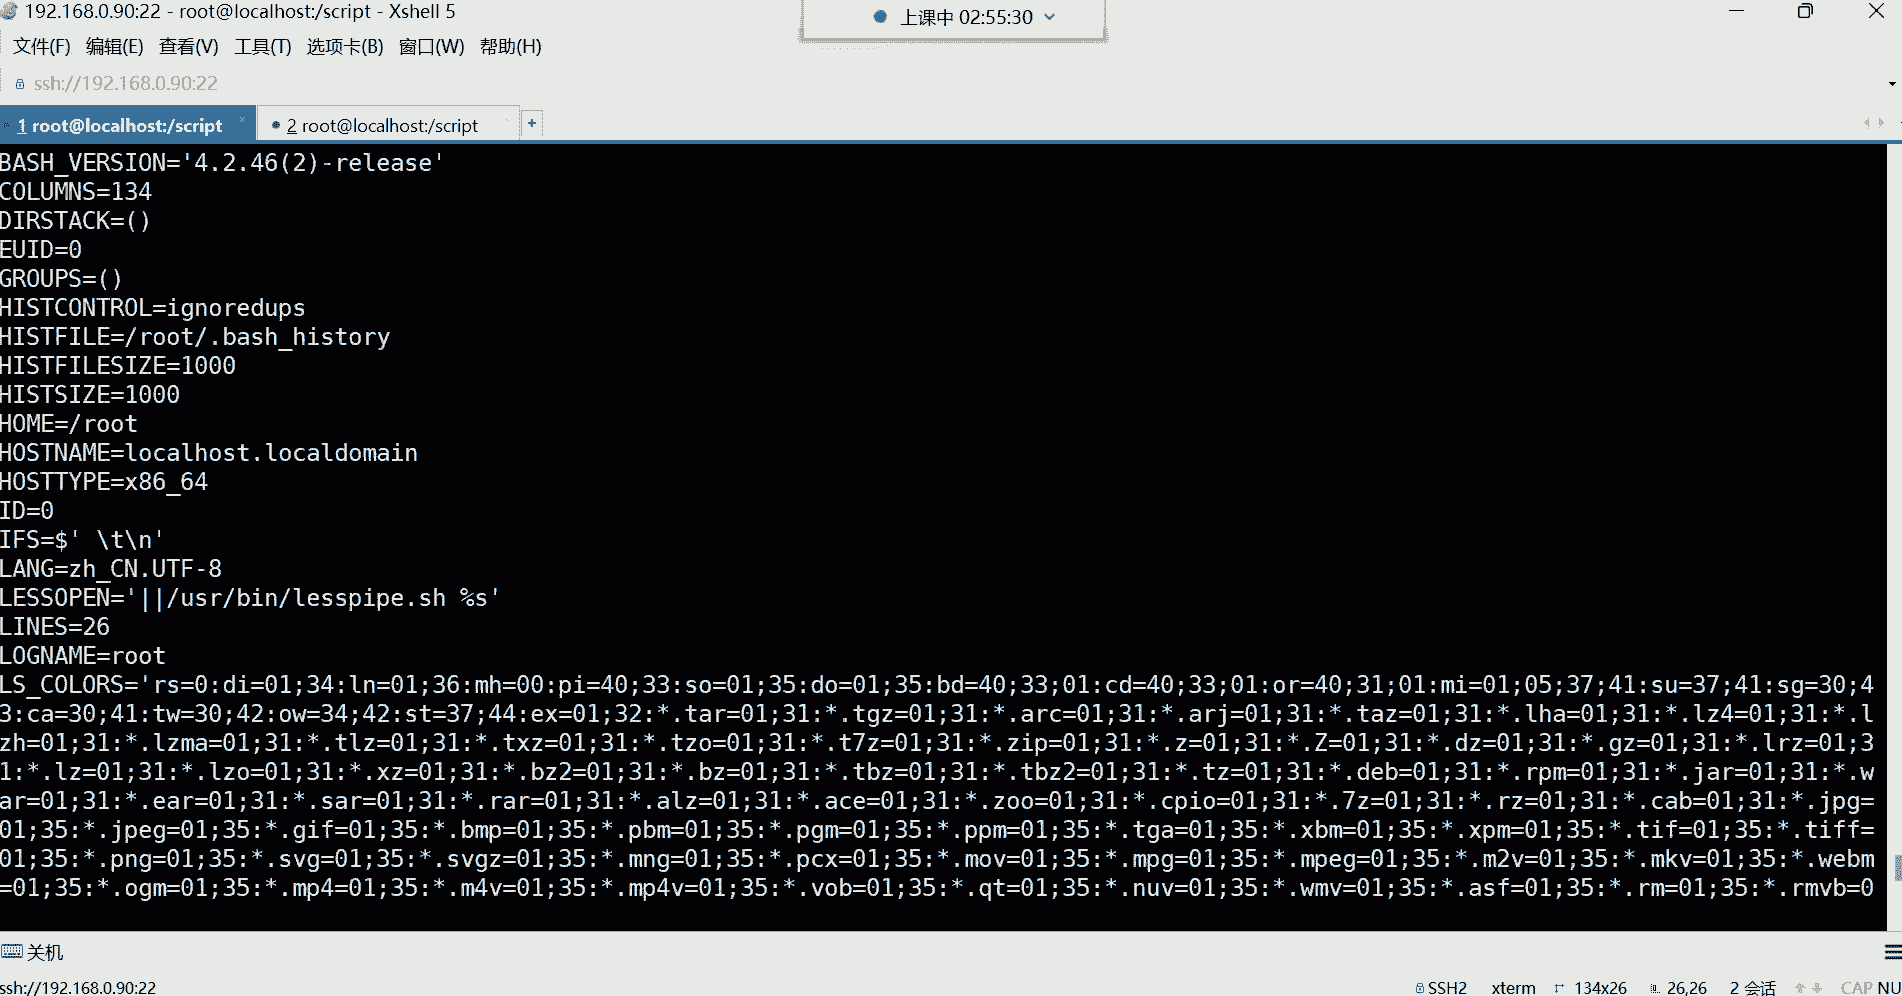 192.168.0.90:22 - root@localhost:/script - Xshell 5
上课中 02:55:30
文件(F) 编辑(E) 查看(V) 工具(T) 选项卡(B) 窗口(W) 帮助(H)
ssh://192.168.0.90:22
1 root@localhost:/script × 2 root@localhost:/script +
BASH_VERSION='4.2.46(2)-release'
COLUMNS=134
DIRSTACK=()
EUID=0
GROUPS=()
HISTCONTROL=ignoredups
HISTFILE=/root/.bash_history
HISTFILESIZE=1000
HISTSIZE=1000
HOME=/root
HOSTNAME=localhost.localdomain
HOSTTYPE=x86_64
ID=0
IFS=$' \t\n'
LANG=zh_CN.UTF-8
LESSOPEN='||/usr/bin/lesspipe.sh %s'
LINES=26
LOGNAME=root
LS_COLORS='rs=0:di=01;34:ln=01;36:mh=00:pi=40;33:so=01;35:do=01;35:bd=40;33;01:cd=40;33;01:or=40;31;01:mi=01;05;37;41:su=37;41:sg=30;4
3:ca=30;41:tw=30;42:ow=34;42:st=37;44:ex=01;32:*.tar=01;31:*.tgz=01;31:*.arc=01;31:*.arj=01;31:*.taz=01;31:*.lha=01;31:*.lz4=01;31:*.l
zh=01;31:*.lzma=01;31:*.tlz=01;31:*.txz=01;31:*.tzo=01;31:*.t7z=01;31:*.zip=01;31:*.z=01;31:*.Z=01;31:*.dz=01;31:*.gz=01;31:*.lrz=01;3
1:*.lz=01;31:*.lzo=01;31:*.xz=01;31:*.bz2=01;31:*.bz=01;31:*.tbz=01;31:*.tbz2=01;31:*.tz=01;31:*.deb=01;31:*.rpm=01;31:*.jar=01;31:*.w
ar=01;31:*.ear=01;31:*.sar=01;31:*.rar=01;31:*.alz=01;31:*.ace=01;31:*.zoo=01;31:*.cpio=01;31:*.7z=01;31:*.rz=01;31:*.cab=01;31:*.jpg=
01;35:*.jpeg=01;35:*.gif=01;35:*.bmp=01;35:*.pbm=01;35:*.pgm=01;35:*.ppm=01;35:*.tga=01;35:*.xbm=01;35:*.xpm=01;35:*.tif=01;35:*.tiff=
01;35:*.png=01;35:*.svg=01;35:*.svgz=01;35:*.mng=01;35:*.pcx=01;35:*.mov=01;35:*.mpg=01;35:*.mpeg=01;35:*.m2v=01;35:*.mkv=01;35:*.webm
=01;35:*.ogm=01;35:*.mp4=01;35:*.m4v=01;35:*.mp4v=01;35:*.vob=01;35:*.qt=01;35:*.nuv=01;35:*.wmv=01;35:*.asf=01;35:*.rm=01;35:*.rmvb=0
关机
ssh://192.168.0.90:22 SSH2 xterm 134x26 26,26 2 会话 CAP NU